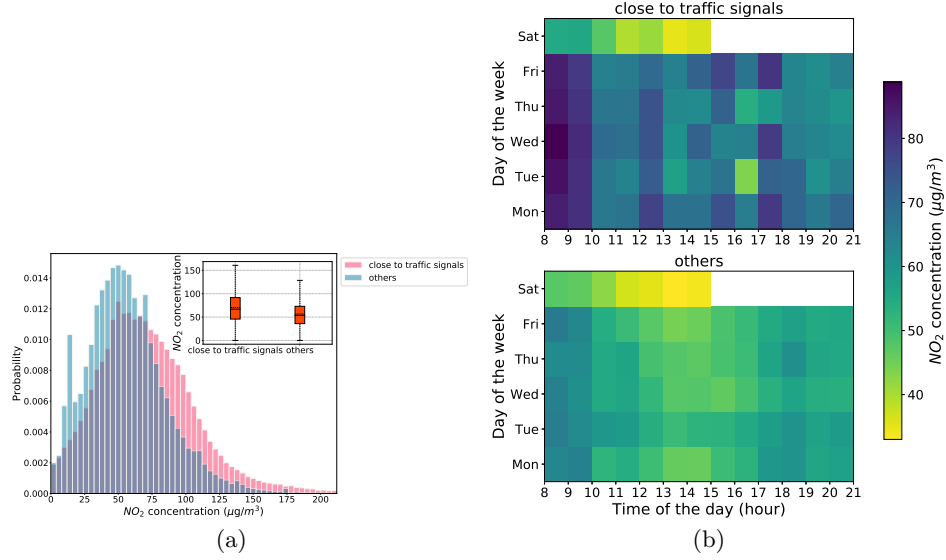 close to traffic signals
Sat
Fri
Thu
Wed
Tue
Mon
Day of the week
8 9 10 11 12 13 14 15 16 17 18 19 20 21
others
Sat
Fri
Thu
Wed
Tue
Mon
Day of the week
8 9 10 11 12 13 14 15 16 17 18 19 20 21
Time of the day (hour)
80
70
60
50
40
NO2 concentration (μg/m³)
(b)
0.014
0.012
0.010
0.008
0.006
0.004
0.002
0.000
Probability
0 25 50 75 100 125 150 175 200
NO2 concentration (μg/m³)
150
100
50
0
NO2 concentration
close to traffic signals others
close to traffic signals
others
(a)